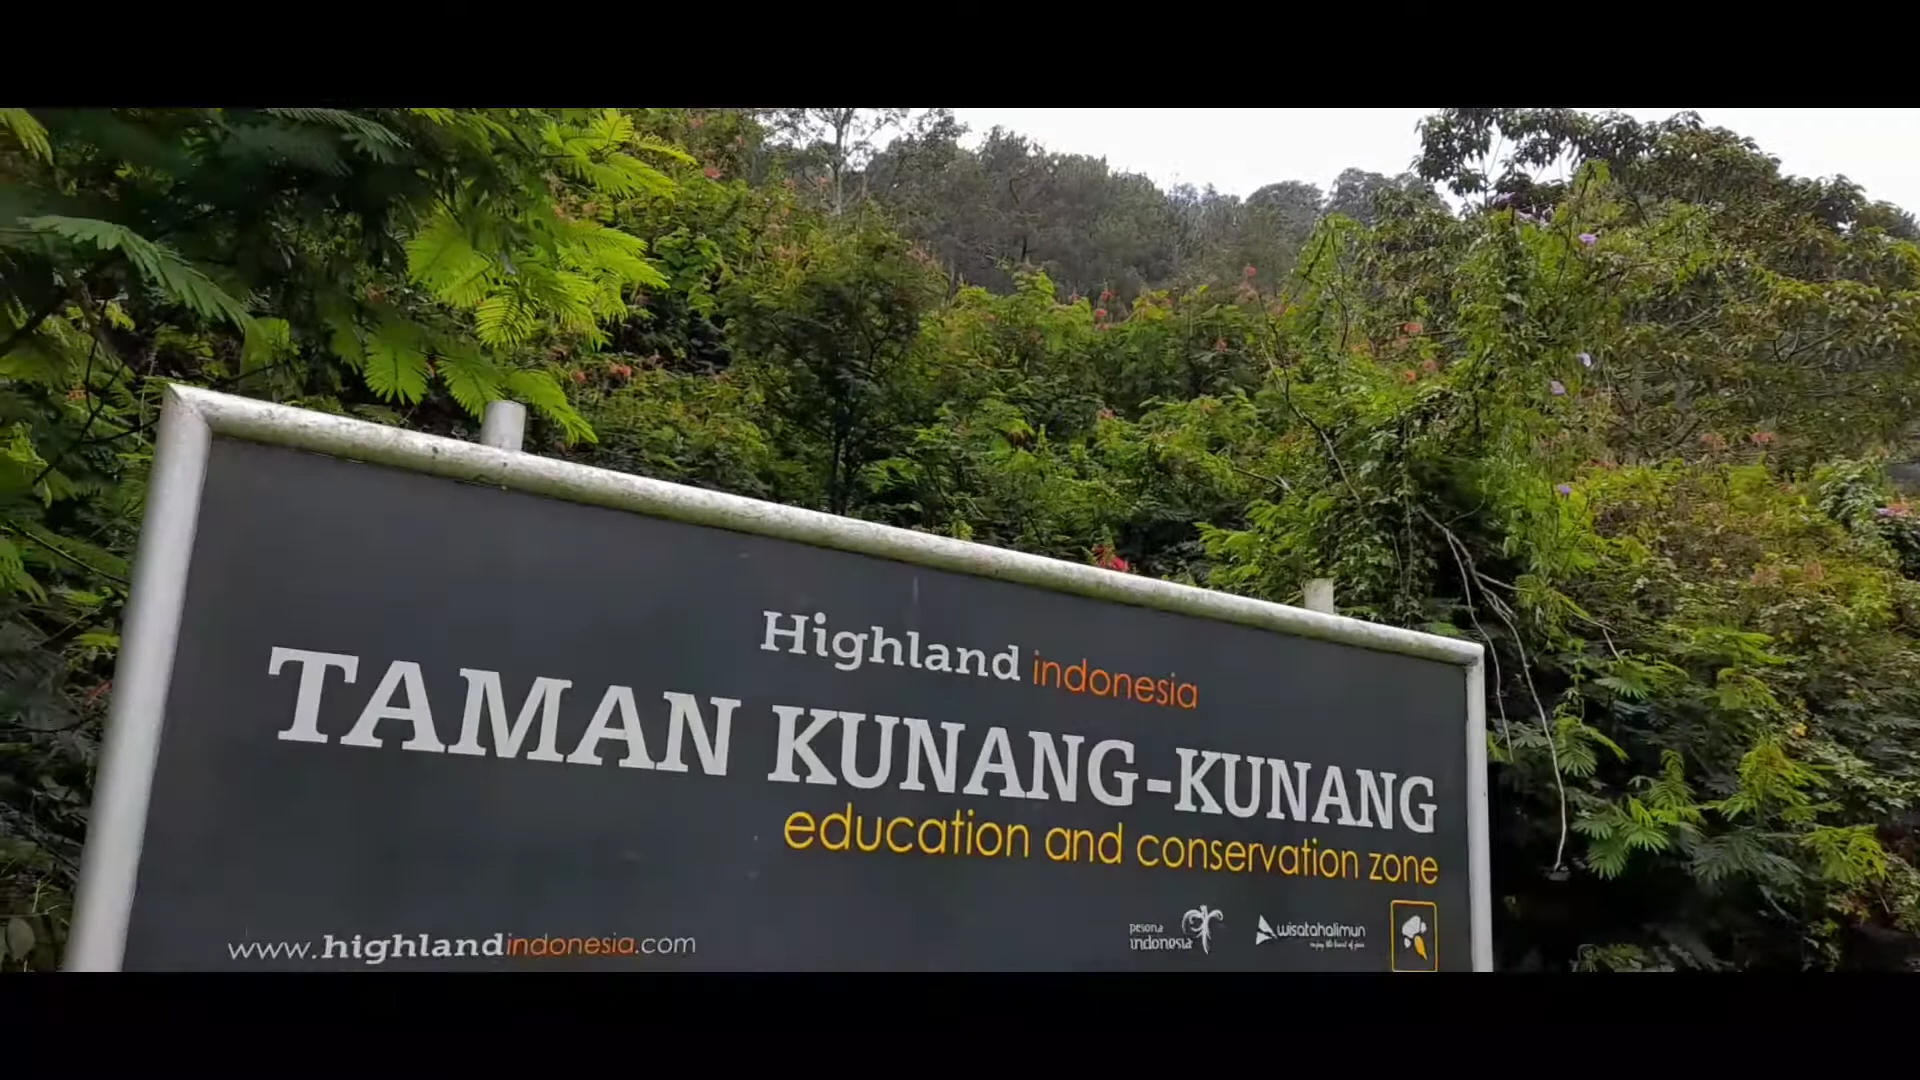 Highland indonesia
TAMAN KUNANG-KUNANG
education and conservation zone
www.highlandindonesia.com
pesona indonesia
wisatahalimun